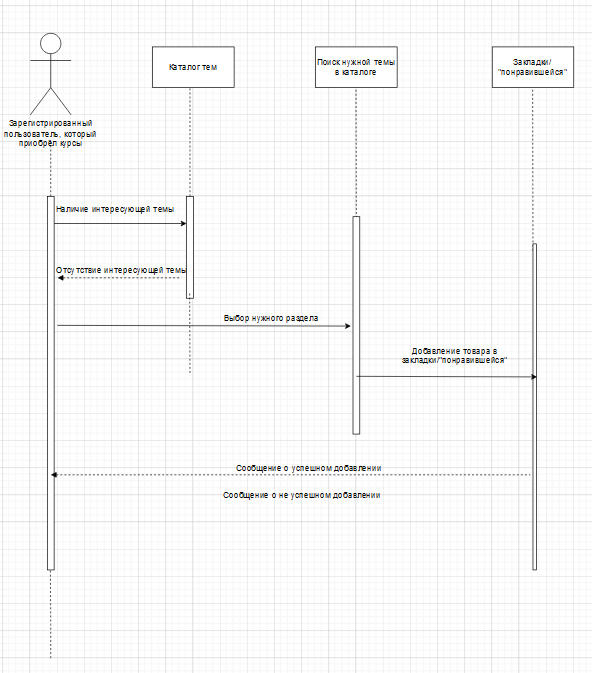 Зарегистрированный
пользователь, который
приобрёл курсы
Каталог тем
Поиск нужной темы
в каталоге
Закладки/
"понравившейся"
Наличие интересующей темы
Отсутствие интересующей темы
Выбор нужного раздела
Добавление товара в
закладки/"понравившейся"
Сообщение о успешном добавлении
Сообщение о не успешном добавлении